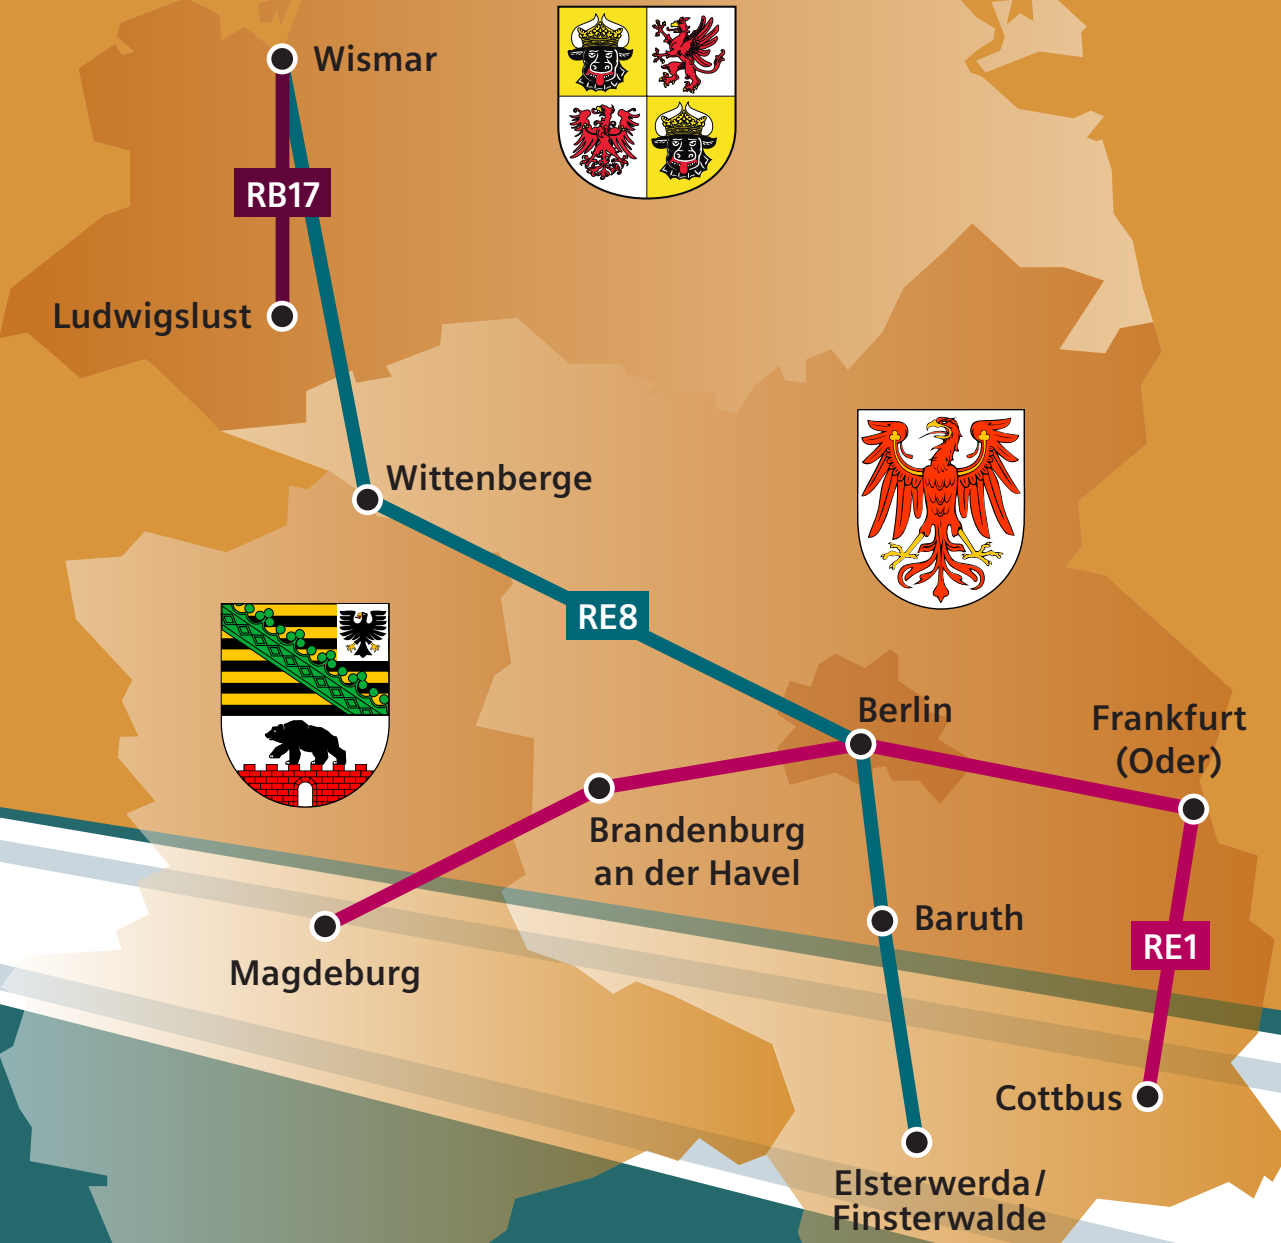 Wismar
RB17
Ludwigslust
Wittenberge
RE8
Berlin
Frankfurt
(Oder)
Brandenburg
an der Havel
Baruth
RE1
Magdeburg
Cottbus
Elsterwerda/
Finsterwalde